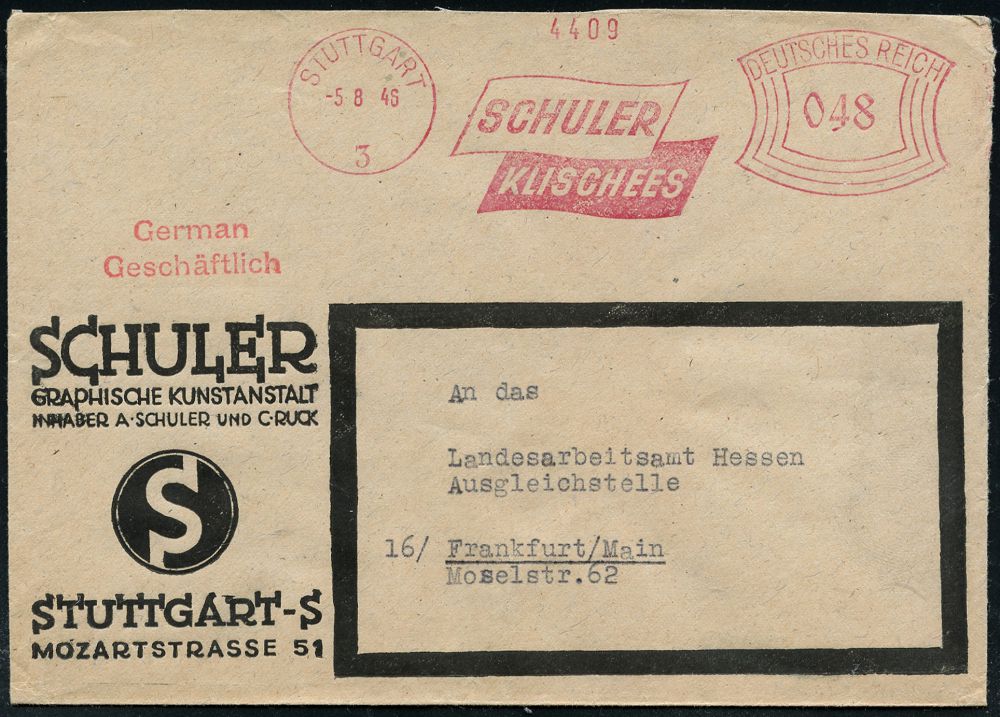 4409
STUTTGART
-5 8 46
3
SCHULER
KLISCHEES
DEUTSCHES REICH
048
German
Geschäftlich
SCHULER
GRAPHISCHE KUNSTANSTALT
INHABER A·SCHULER UND C·RUCK
S
STUTTGART-S
MOZARTSTRASSE 51
An das
Landesarbeitsamt Hessen
Ausgleichstelle
16/ Frankfurt/Main
Moselstr.62